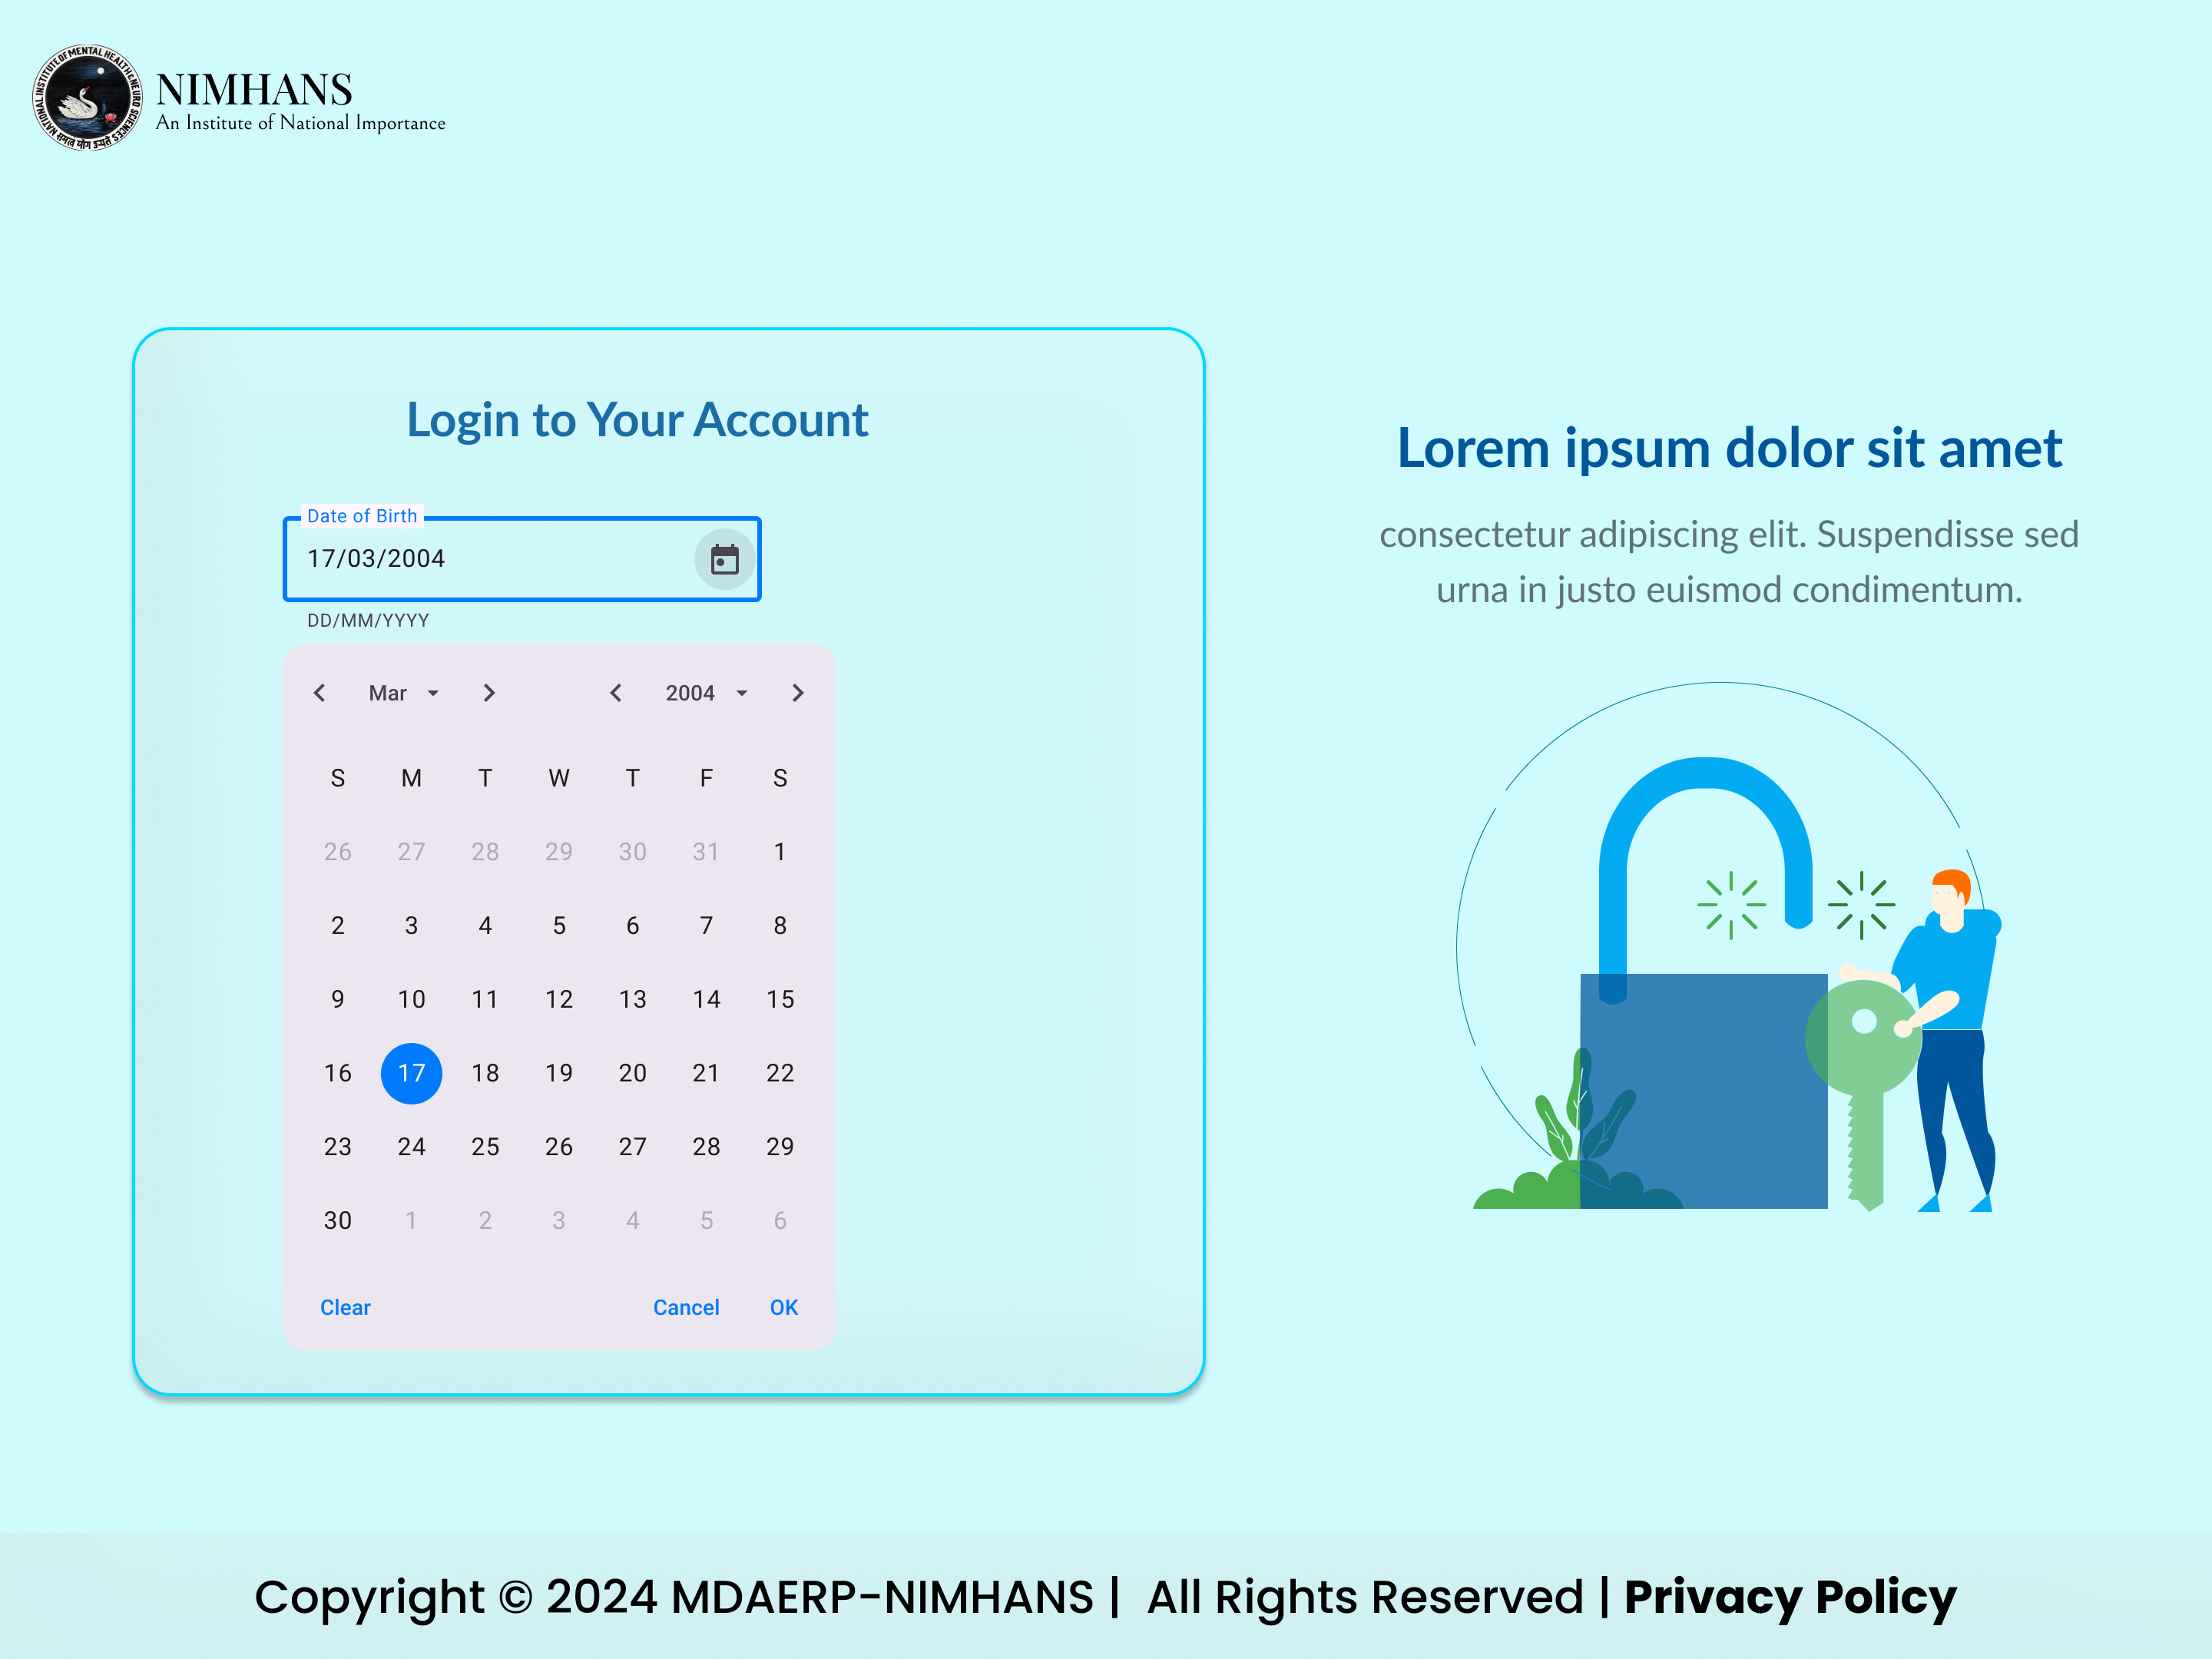 NATIONAL INSTITUTE OF MENTAL HEALTH & NEURO SCIENCES
NIMHANS
An Institute of National Importance
Login to Your Account
Date of Birth
17/03/2004
DD/MM/YYYY
Mar 2004
S M T W T F S
26 27 28 29 30 31 1
2 3 4 5 6 7 8
9 10 11 12 13 14 15
16 17 18 19 20 21 22
23 24 25 26 27 28 29
30 1 2 3 4 5 6
Clear Cancel OK
Lorem ipsum dolor sit amet
consectetur adipiscing elit. Suspendisse sed
urna in justo euismod condimentum.
Copyright © 2024 MDAERP-NIMHANS | All Rights Reserved | Privacy Policy